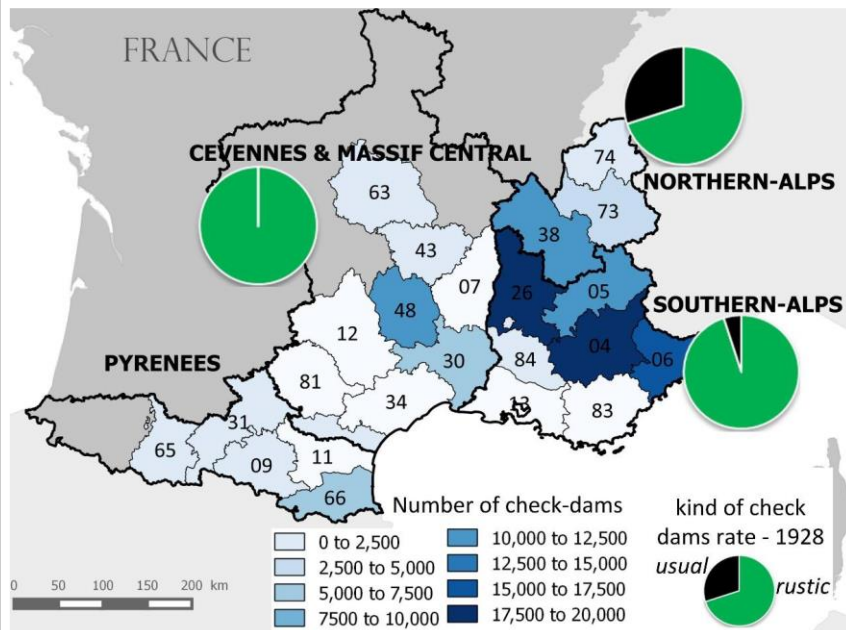 FRANCE
CEVENNES & MASSIF CENTRAL
74
NORTHERN-ALPS
63
73
38
43
07
26
05
48
SOUTHERN-ALPS
12
04
06
30
84
PYRENEES
81
34
13
83
31
65
11
09
66
Number of check-dams
0 to 2,500
2,500 to 5,000
5,000 to 7,500
7500 to 10,000
10,000 to 12,500
12,500 to 15,000
15,000 to 17,500
17,500 to 20,000
kind of check
dams rate - 1928
usual
rustic
0 50 100 150 200 km